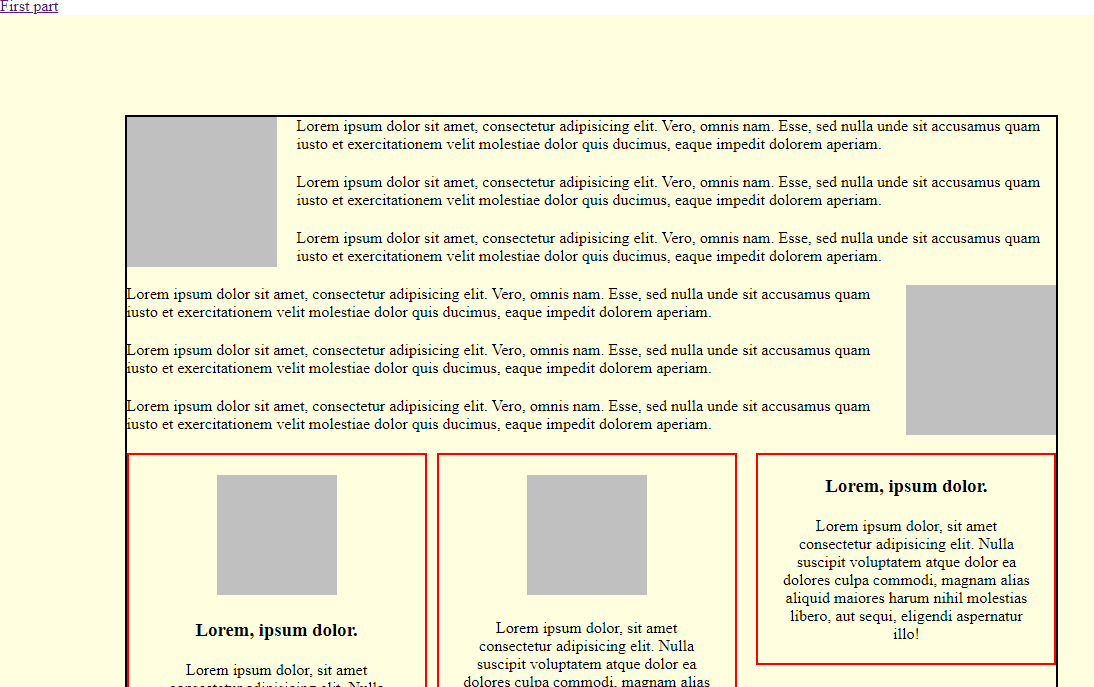 First part
Lorem ipsum dolor sit amet, consectetur adipisicing elit. Vero, omnis nam. Esse, sed nulla unde sit accusamus quam
iusto et exercitationem velit molestiae dolor quis ducimus, eaque impedit dolorem aperiam.
Lorem ipsum dolor sit amet, consectetur adipisicing elit. Vero, omnis nam. Esse, sed nulla unde sit accusamus quam
iusto et exercitationem velit molestiae dolor quis ducimus, eaque impedit dolorem aperiam.
Lorem ipsum dolor sit amet, consectetur adipisicing elit. Vero, omnis nam. Esse, sed nulla unde sit accusamus quam
iusto et exercitationem velit molestiae dolor quis ducimus, eaque impedit dolorem aperiam.
Lorem ipsum dolor sit amet, consectetur adipisicing elit. Vero, omnis nam. Esse, sed nulla unde sit accusamus quam
iusto et exercitationem velit molestiae dolor quis ducimus, eaque impedit dolorem aperiam.
Lorem ipsum dolor sit amet, consectetur adipisicing elit. Vero, omnis nam. Esse, sed nulla unde sit accusamus quam
iusto et exercitationem velit molestiae dolor quis ducimus, eaque impedit dolorem aperiam.
Lorem ipsum dolor sit amet, consectetur adipisicing elit. Vero, omnis nam. Esse, sed nulla unde sit accusamus quam
iusto et exercitationem velit molestiae dolor quis ducimus, eaque impedit dolorem aperiam.
Lorem, ipsum dolor.
Lorem ipsum dolor, sit amet
Lorem ipsum dolor, sit amet
consectetur adipisicing elit. Nulla
suscipit voluptatem atque dolor ea
dolores culpa commodi, magnam alias
Lorem, ipsum dolor.
Lorem ipsum dolor, sit amet
consectetur adipisicing elit. Nulla
suscipit voluptatem atque dolor ea
dolores culpa commodi, magnam alias
aliquid maiores harum nihil molestias
libero, aut sequi, eligendi aspernatur
illo!